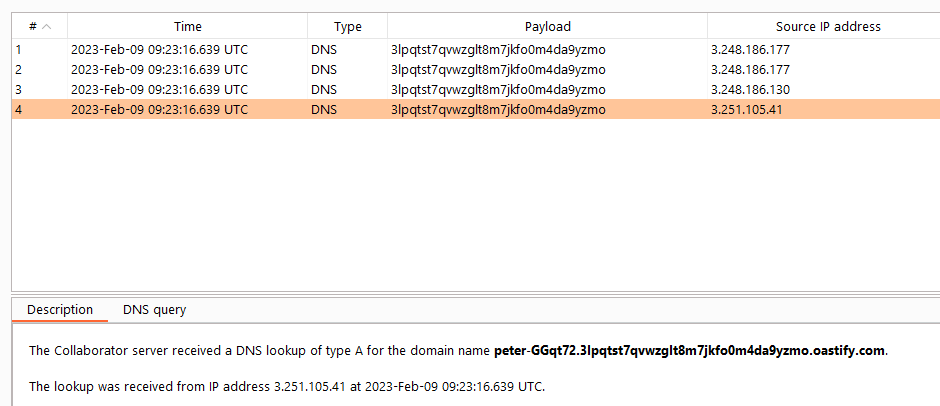 # Time Type Payload Source IP address
1 2023-Feb-09 09:23:16.639 UTC DNS 3lpqtst7qvwzglt8m7jkfo0m4da9yzmo 3.248.186.177
2 2023-Feb-09 09:23:16.639 UTC DNS 3lpqtst7qvwzglt8m7jkfo0m4da9yzmo 3.248.186.177
3 2023-Feb-09 09:23:16.639 UTC DNS 3lpqtst7qvwzglt8m7jkfo0m4da9yzmo 3.248.186.130
4 2023-Feb-09 09:23:16.639 UTC DNS 3lpqtst7qvwzglt8m7jkfo0m4da9yzmo 3.251.105.41
Description DNS query
The Collaborator server received a DNS lookup of type A for the domain name peter-GGqt72.3lpqtst7qvwzglt8m7jkfo0m4da9yzmo.oastify.com.
The lookup was received from IP address 3.251.105.41 at 2023-Feb-09 09:23:16.639 UTC.